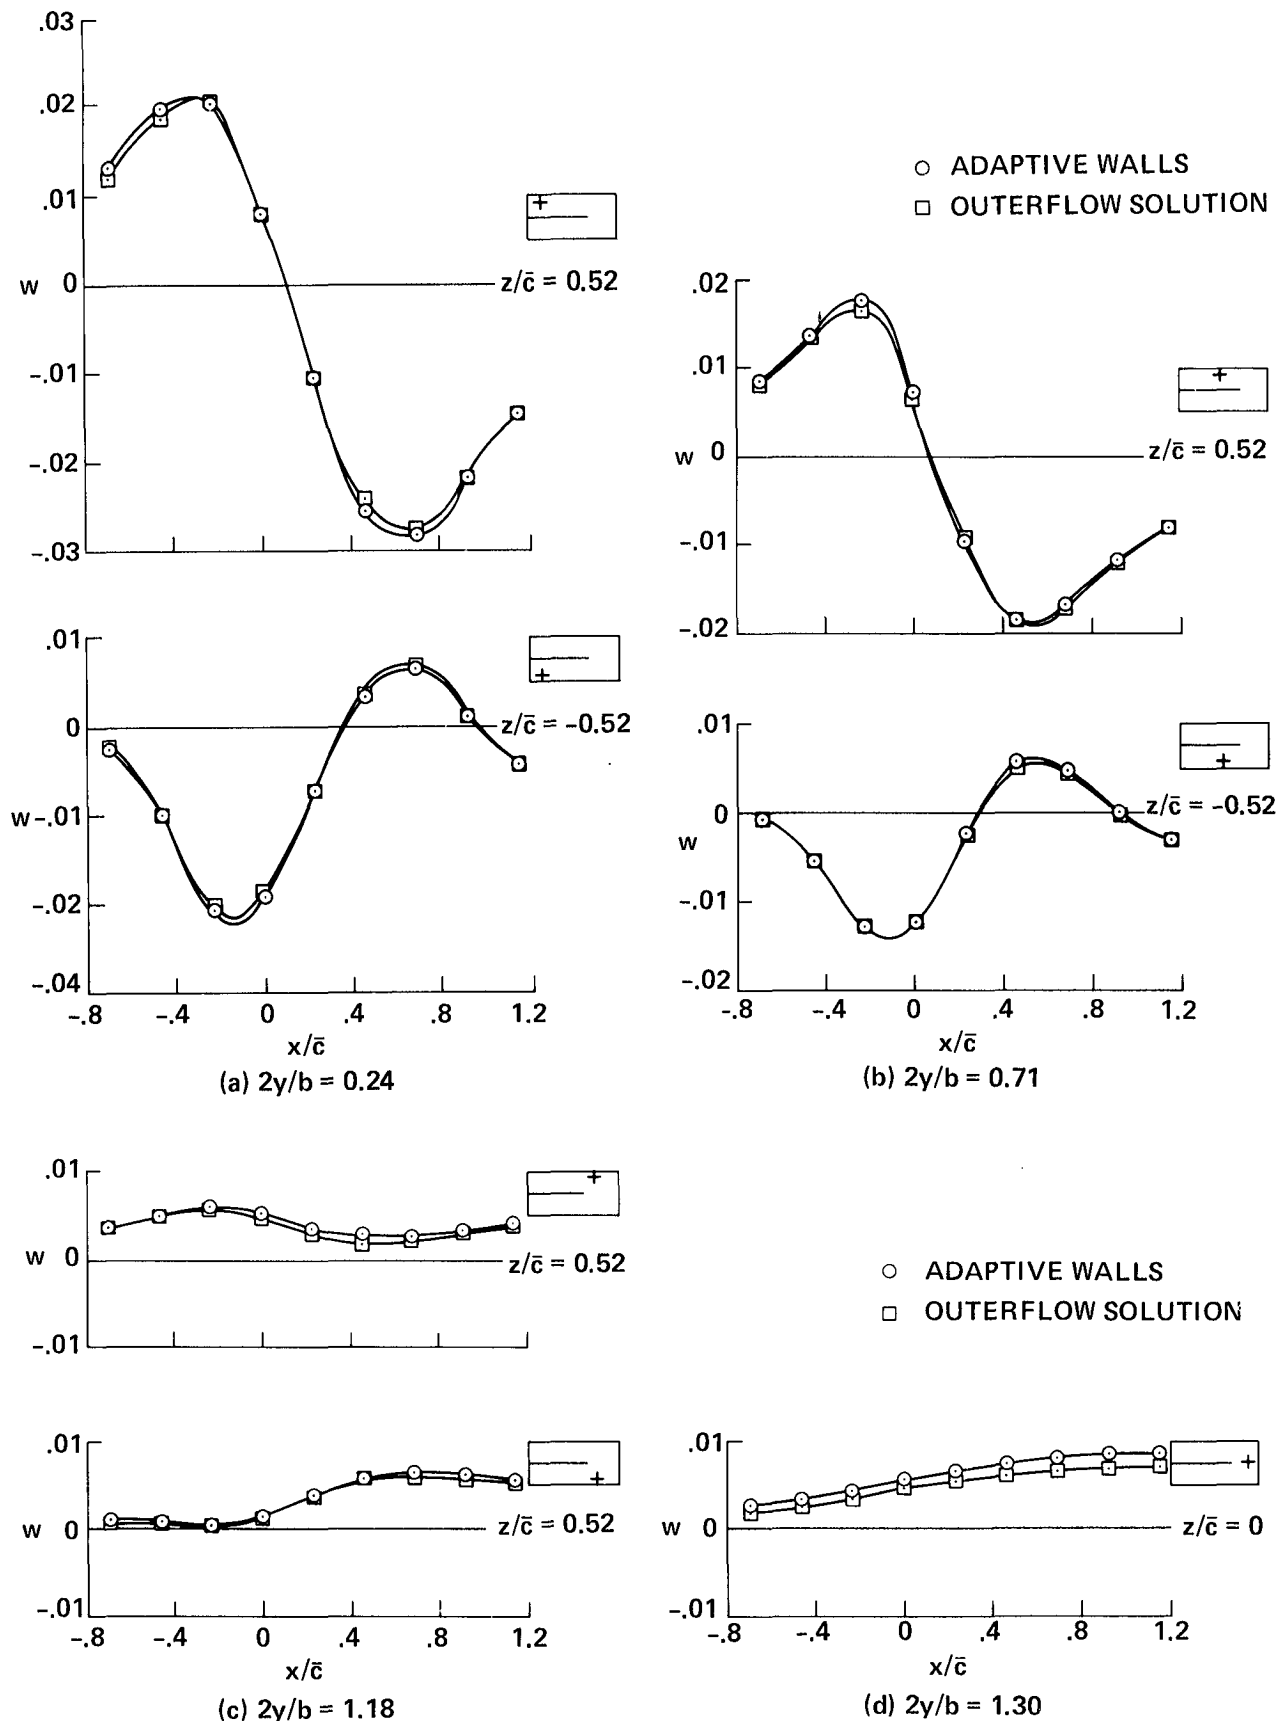 .03
.02
.01
w 0
-.01
-.02
-.03
z/c̄ = 0.52
○ ADAPTIVE WALLS
□ OUTERFLOW SOLUTION
.02
.01
w 0
-.01
-.02
z/c̄ = 0.52
.01
0
w -.01
-.02
-.04
z/c̄ = -0.52
-.8 -.4 0 .4 .8 1.2
x/c̄
(a) 2y/b = 0.24
.01
0
w
-.01
-.02
z/c̄ = -0.52
-.8 -.4 0 .4 .8 1.2
x/c̄
(b) 2y/b = 0.71
.01
w 0
-.01
z/c̄ = 0.52
○ ADAPTIVE WALLS
□ OUTERFLOW SOLUTION
.01
w 0
-.01
z/c̄ = 0.52
-.8 -.4 0 .4 .8 1.2
x/c̄
(c) 2y/b = 1.18
.01
w 0
-.01
z/c̄ = 0
-.8 -.4 0 .4 .8 1.2
x/c̄
(d) 2y/b = 1.30